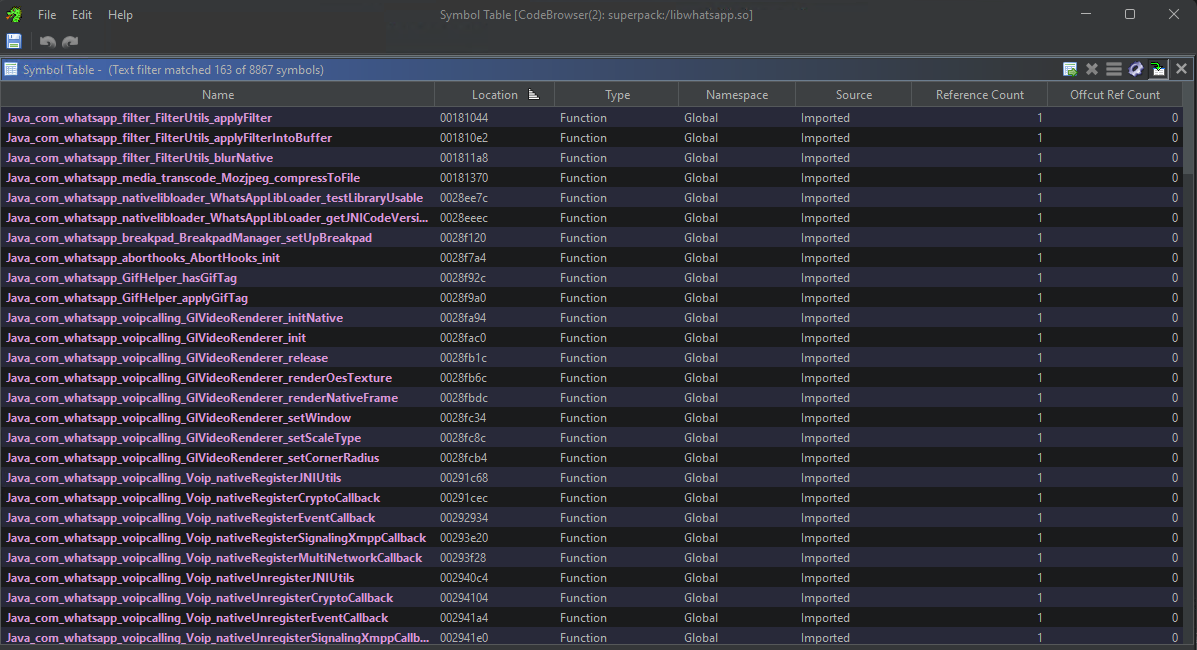 Symbol Table [CodeBrowser(2): superpack:/libwhatsapp.so]
File Edit Help
Symbol Table - (Text filter matched 163 of 8867 symbols)
Name Location Type Namespace Source Reference Count Offcut Ref Count
Java_com_whatsapp_filter_FilterUtils_applyFilter 00181044 Function Global Imported 1 0
Java_com_whatsapp_filter_FilterUtils_applyFilterIntoBuffer 001810e2 Function Global Imported 1 0
Java_com_whatsapp_filter_FilterUtils_blurNative 001811a8 Function Global Imported 1 0
Java_com_whatsapp_media_transcode_Mozjpeg_compressToFile 00181370 Function Global Imported 1 0
Java_com_whatsapp_nativelibloader_WhatsAppLibLoader_testLibraryUsable 0028ee7c Function Global Imported 1 0
Java_com_whatsapp_nativelibloader_WhatsAppLibLoader_getJNICodeVersi... 0028eeec Function Global Imported 1 0
Java_com_whatsapp_breakpad_BreakpadManager_setUpBreakpad 0028f120 Function Global Imported 1 0
Java_com_whatsapp_aborthooks_AbortHooks_init 0028f7a4 Function Global Imported 1 0
Java_com_whatsapp_GifHelper_hasGifTag 0028f92c Function Global Imported 1 0
Java_com_whatsapp_GifHelper_applyGifTag 0028f9a0 Function Global Imported 1 0
Java_com_whatsapp_voipcalling_GlVideoRenderer_initNative 0028fa94 Function Global Imported 1 0
Java_com_whatsapp_voipcalling_GlVideoRenderer_init 0028fac0 Function Global Imported 1 0
Java_com_whatsapp_voipcalling_GlVideoRenderer_release 0028fb1c Function Global Imported 1 0
Java_com_whatsapp_voipcalling_GlVideoRenderer_renderOesTexture 0028fb6c Function Global Imported 1 0
Java_com_whatsapp_voipcalling_GlVideoRenderer_renderNativeFrame 0028fbdc Function Global Imported 1 0
Java_com_whatsapp_voipcalling_GlVideoRenderer_setWindow 0028fc34 Function Global Imported 1 0
Java_com_whatsapp_voipcalling_GlVideoRenderer_setScaleType 0028fc8c Function Global Imported 1 0
Java_com_whatsapp_voipcalling_GlVideoRenderer_setCornerRadius 0028fcb4 Function Global Imported 1 0
Java_com_whatsapp_voipcalling_Voip_nativeRegisterJNIUtils 00291c68 Function Global Imported 1 0
Java_com_whatsapp_voipcalling_Voip_nativeRegisterCryptoCallback 00291cec Function Global Imported 1 0
Java_com_whatsapp_voipcalling_Voip_nativeRegisterEventCallback 00292934 Function Global Imported 1 0
Java_com_whatsapp_voipcalling_Voip_nativeRegisterSignalingXmppCallback 00293e20 Function Global Imported 1 0
Java_com_whatsapp_voipcalling_Voip_nativeRegisterMultiNetworkCallback 00293f28 Function Global Imported 1 0
Java_com_whatsapp_voipcalling_Voip_nativeUnregisterJNIUtils 002940c4 Function Global Imported 1 0
Java_com_whatsapp_voipcalling_Voip_nativeUnregisterCryptoCallback 00294104 Function Global Imported 1 0
Java_com_whatsapp_voipcalling_Voip_nativeUnregisterEventCallback 002941a4 Function Global Imported 1 0
Java_com_whatsapp_voipcalling_Voip_nativeUnregisterSignalingXmppCallb... 002941e0 Function Global Imported 1 0